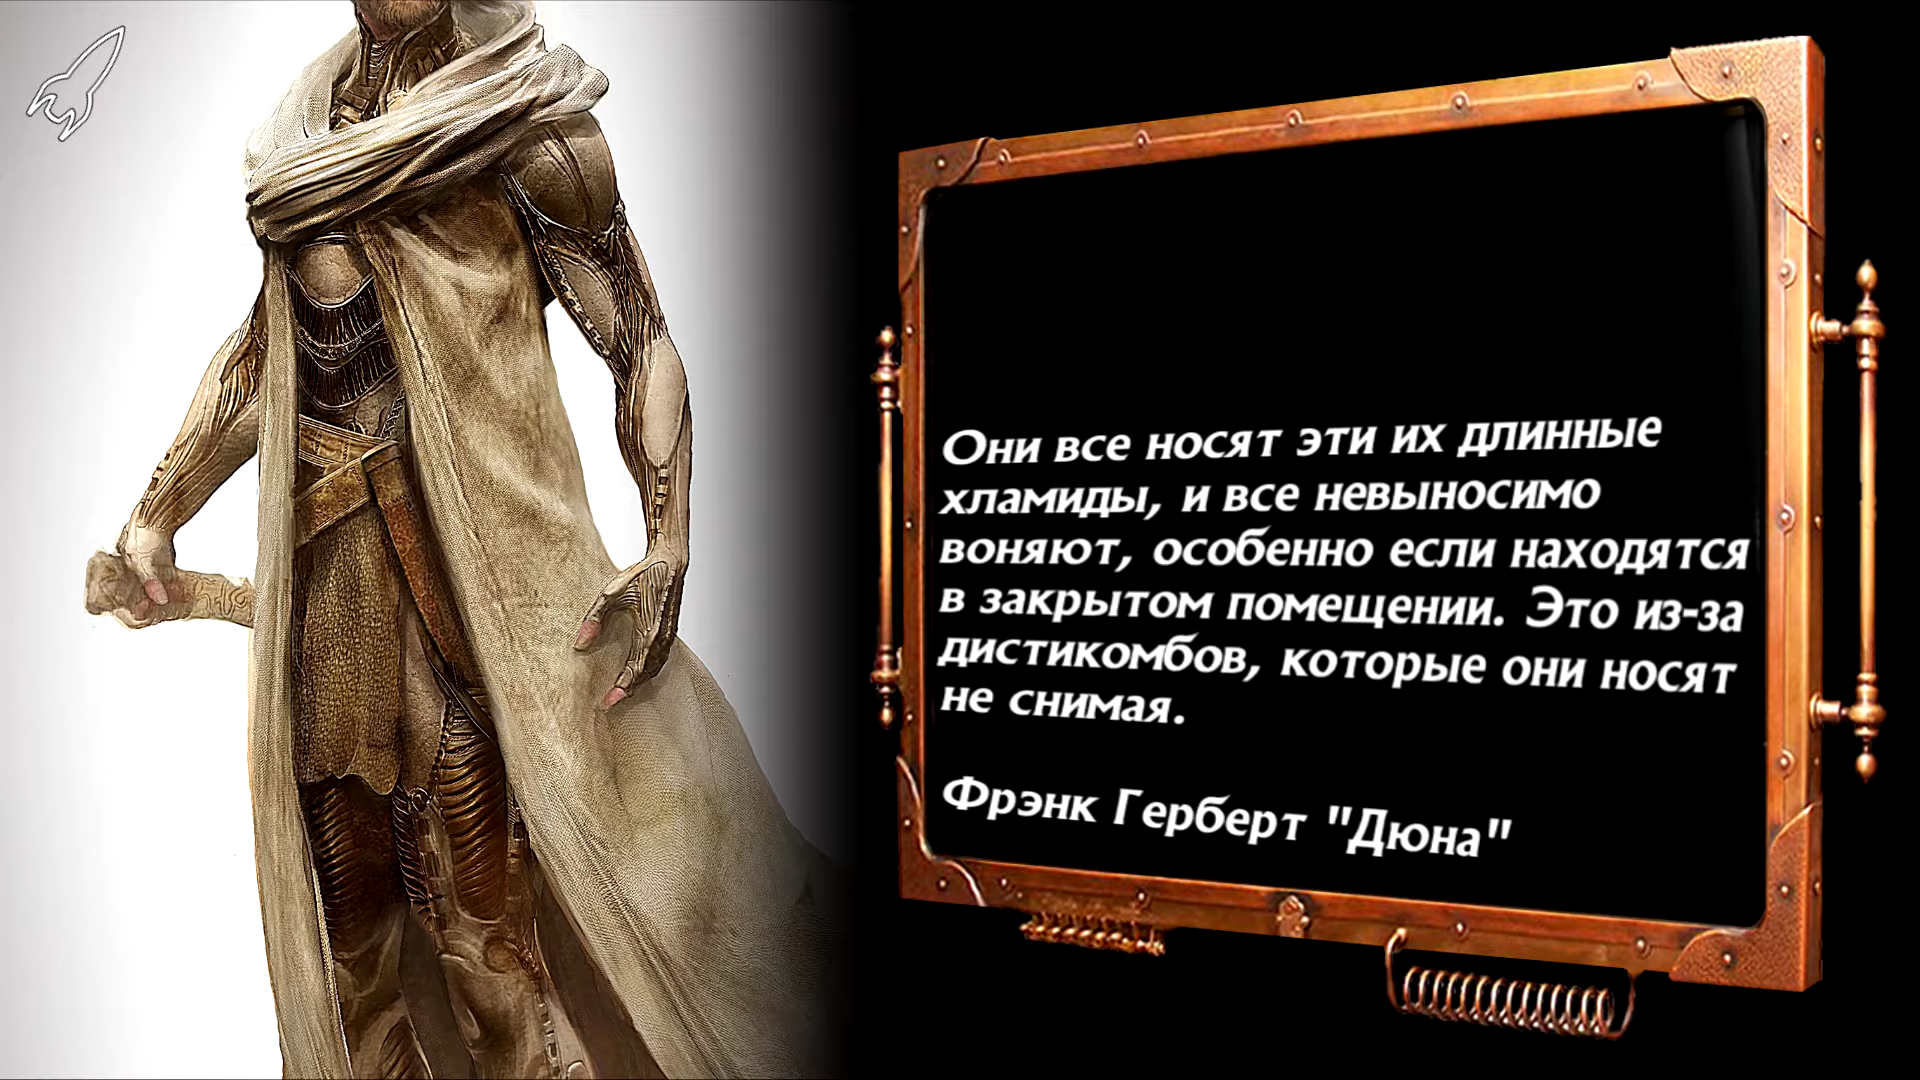 Они все носят эти их длинные
хламиды, и все невыносимо
воняют, особенно если находятся
в закрытом помещении. Это из-за
дистикомбов, которые они носят
не снимая.
Фрэнк Герберт "Дюна"